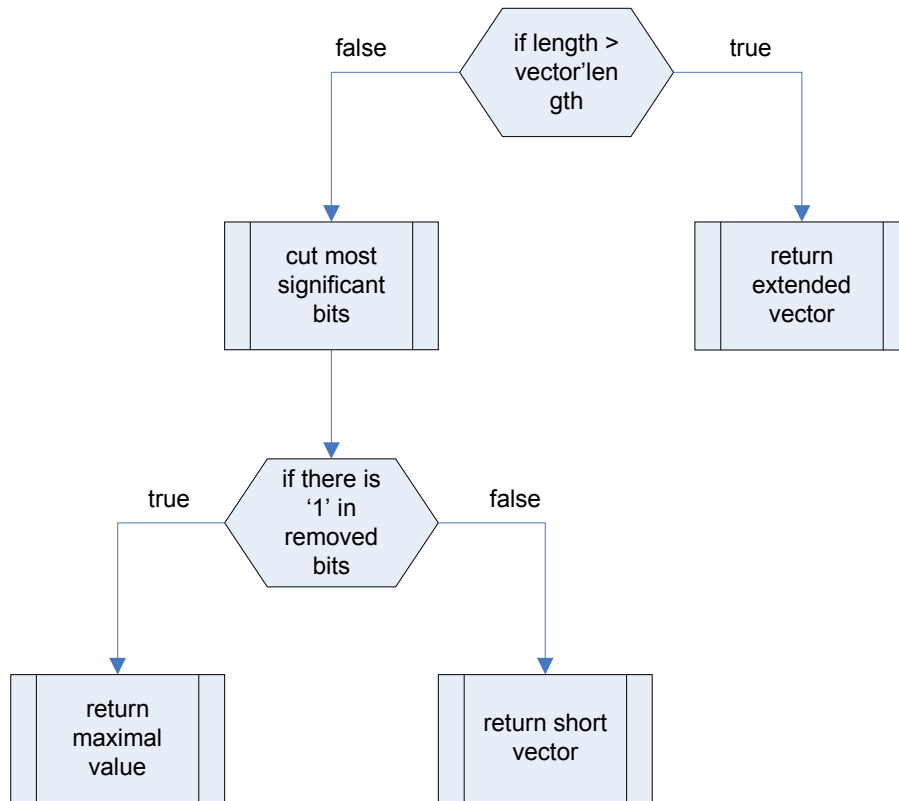 false
if length >
vector’len
gth
true
cut most
significant
bits
return
extended
vector
true
if there is
‘1’ in
removed
bits
false
return
maximal
value
return short
vector